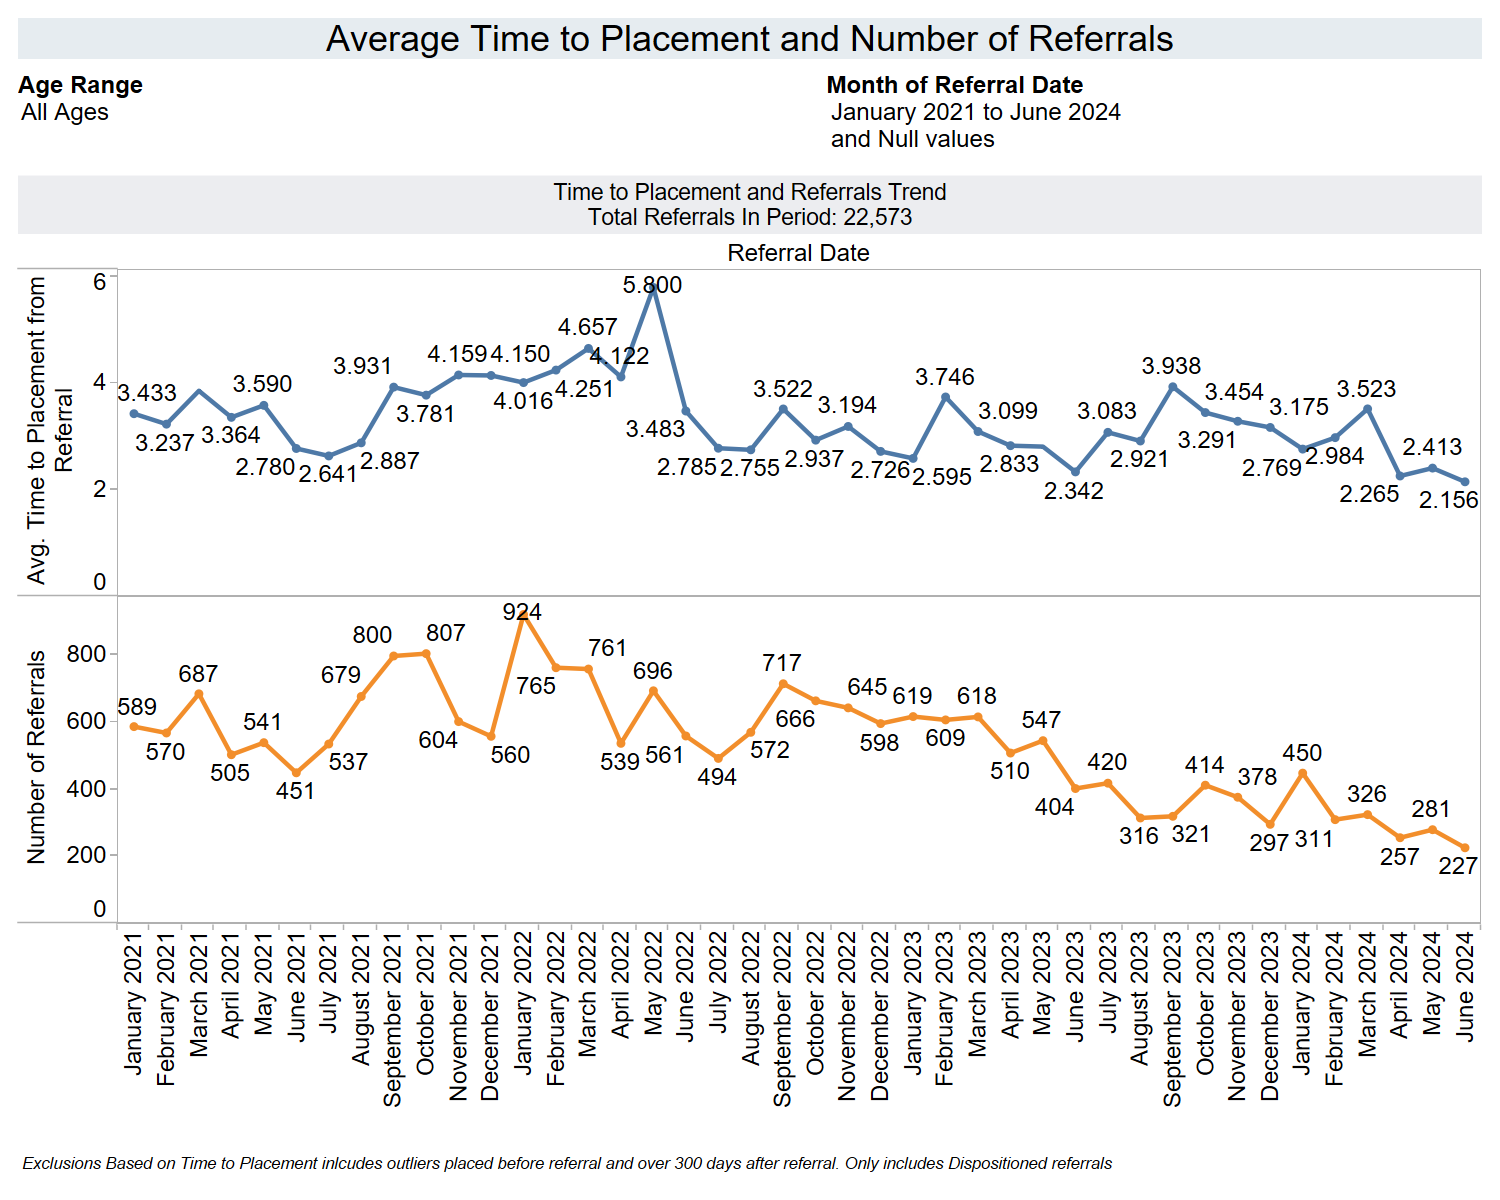 Average Time to Placement and Number of Referrals
Age Range
All Ages
Month of Referral Date
January 2021 to June 2024
and Null values
Time to Placement and Referrals Trend
Total Referrals In Period: 22,573
Referral Date
Avg. Time to Placement from
Referral
6
4
2
0
3.433
3.237
3.364
3.590
2.780
2.641
2.887
3.931
3.781
4.159
4.150
4.016
4.251
4.657
4.122
5.800
3.483
2.785
2.755
3.522
2.937
3.194
2.726
2.595
3.746
3.099
2.833
2.342
3.083
2.921
3.938
3.291
3.454
3.175
2.769
2.984
3.523
2.265
2.413
2.156
Number of Referrals
800
600
400
200
0
589
570
687
505
541
451
537
679
800
807
604
560
924
765
761
539
696
561
494
572
717
666
645
598
619
609
618
510
547
404
420
316
321
414
378
297
450
311
326
257
281
227
January 2021
February 2021
March 2021
April 2021
May 2021
June 2021
July 2021
August 2021
September 2021
October 2021
November 2021
December 2021
January 2022
February 2022
March 2022
April 2022
May 2022
June 2022
July 2022
August 2022
September 2022
October 2022
November 2022
December 2022
January 2023
February 2023
March 2023
April 2023
May 2023
June 2023
July 2023
August 2023
September 2023
October 2023
November 2023
December 2023
January 2024
February 2024
March 2024
April 2024
May 2024
June 2024
Exclusions Based on Time to Placement inlcudes outliers placed before referral and over 300 days after referral. Only includes Dispositioned referrals